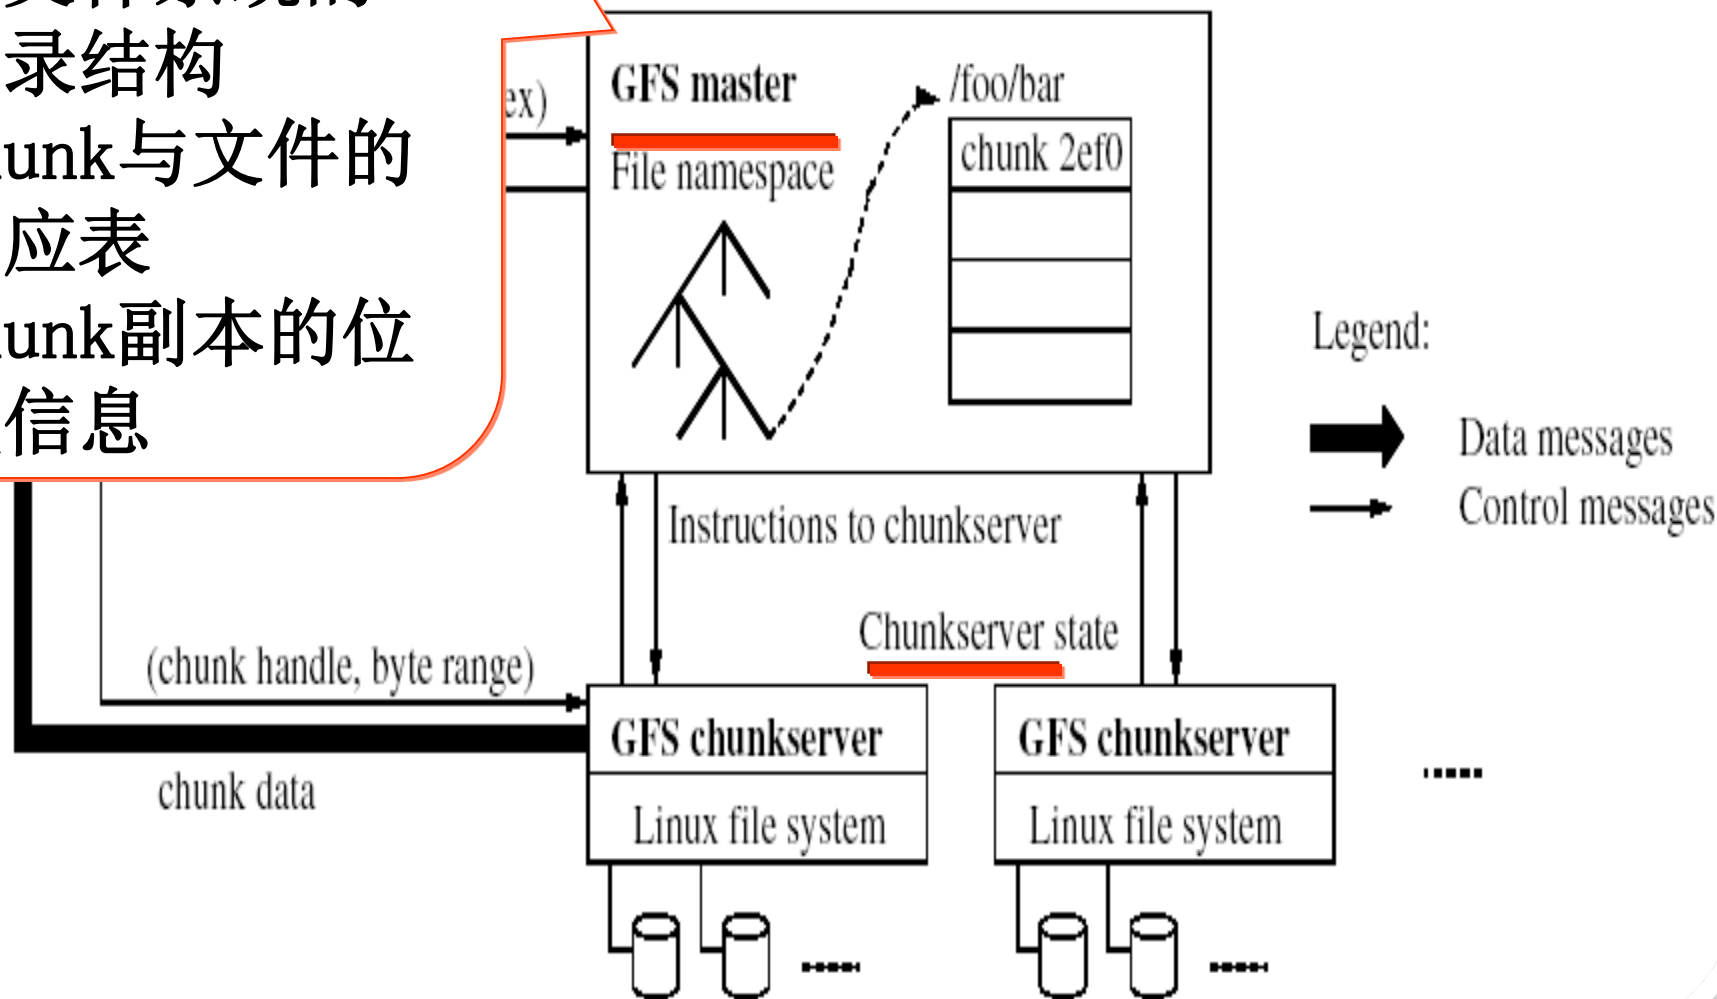 录结构
unk与文件的
应表
unk副本的位
信息
ex)
GFS master
File namespace
/foo/bar
chunk 2ef0
Legend:
Data messages
Control messages
Instructions to chunkserver
Chunkserver state
(chunk handle, byte range)
chunk data
GFS chunkserver
Linux file system
GFS chunkserver
Linux file system